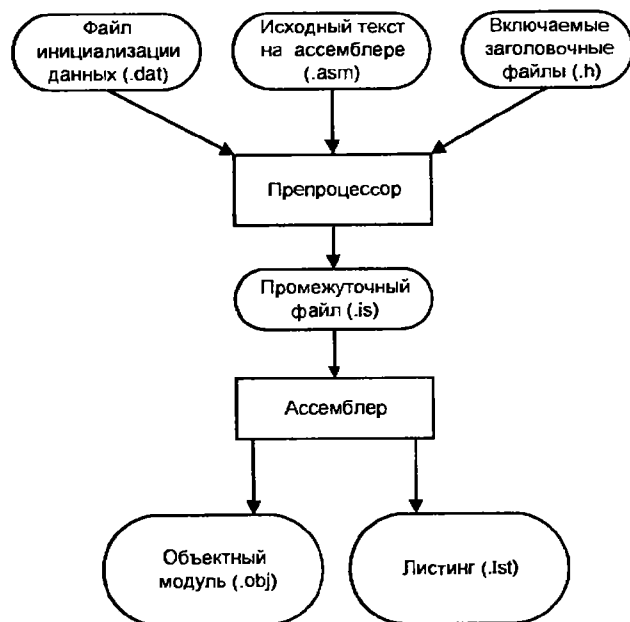 Файл
инициализации
данных (.dat)
Исходный текст
на ассемблере
(.asm)
Включаемые
заголовочные
файлы (.h)
Препроцессор
Промежуточный
файл (.is)
Ассемблер
Объектный
модуль (.obj)
Листинг (.lst)